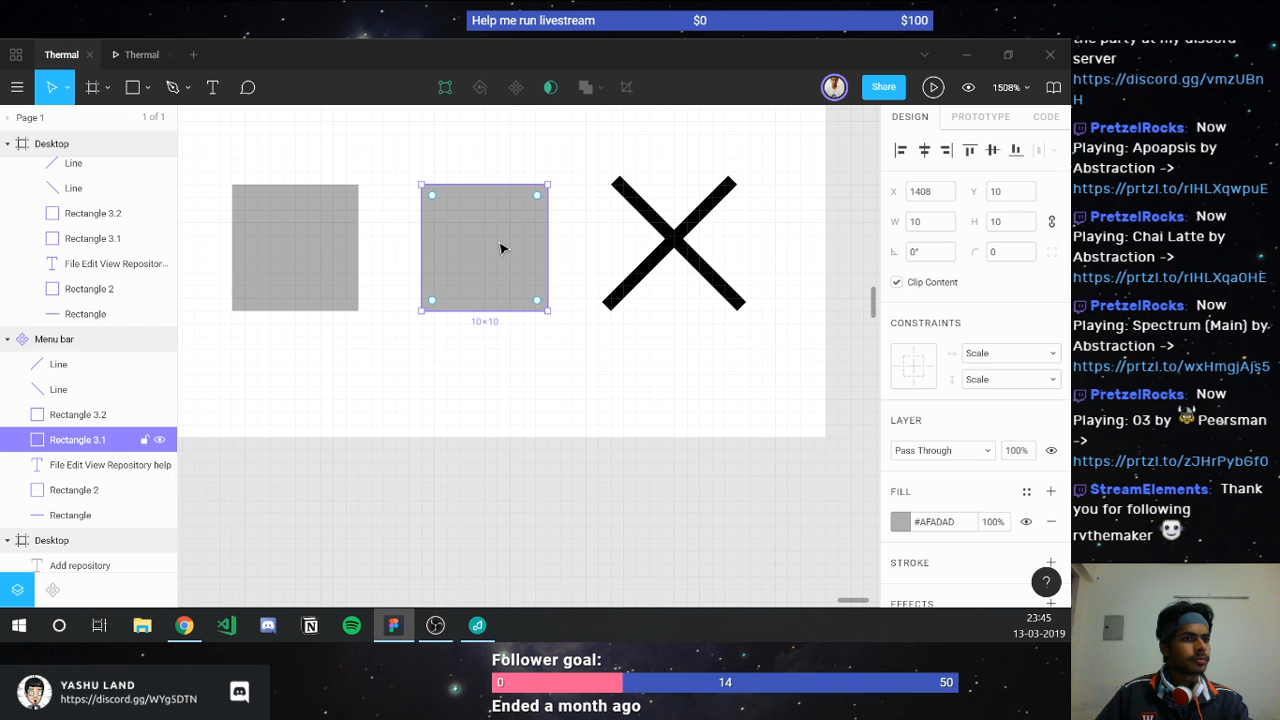 Help me run livestream $0 $100
Thermal Thermal
Share 1508%
Page 1 1 of 1
Desktop
Line
Line
Rectangle 3.2
Rectangle 3.1
File Edit View Repositor...
Rectangle 2
Rectangle
Menu bar
Line
Line
Rectangle 3.2
Rectangle 3.1
File Edit View Repository help
Rectangle 2
Rectangle
Desktop
Add repository
10×10
DESIGN PROTOTYPE CODE
X 1408 Y 10
W 10 H 10
0° 0
Clip Content
CONSTRAINTS
Scale
Scale
LAYER
Pass Through 100%
FILL
#AFADAD 100%
STROKE
EFFECTS
?
the party at my discord
server
https://discord.gg/vmzUBn
H
PretzelRocks: Now
Playing: Apoapsis by
Abstraction ->
https://prtzl.to/rIHLXqwpuE
PretzelRocks: Now
Playing: Chai Latte by
Abstraction ->
https://prtzl.to/rIHLXqa0HE
PretzelRocks: Now
Playing: Spectrum (Main) by
Abstraction ->
https://prtzl.to/wxHmgjAjs5
PretzelRocks: Now
Playing: 03 by Peersman
->
https://prtzl.to/zJHrPybGf0
StreamElements: Thank
you for following
rvthemaker
23:45
13-03-2019
YASHU LAND
https://discord.gg/WYg5DTN
Follower goal:
0 14 50
Ended a month ago